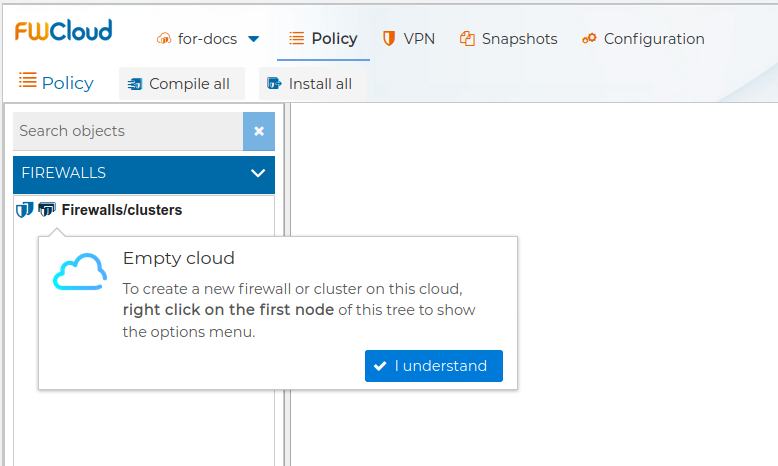 FWCloud
for-docs
Policy
VPN
Snapshots
Configuration
Policy
Compile all
Install all
Search objects
FIREWALLS
Firewalls/clusters
Empty cloud
To create a new firewall or cluster on this cloud,
right click on the first node of this tree to show
the options menu.
I understand